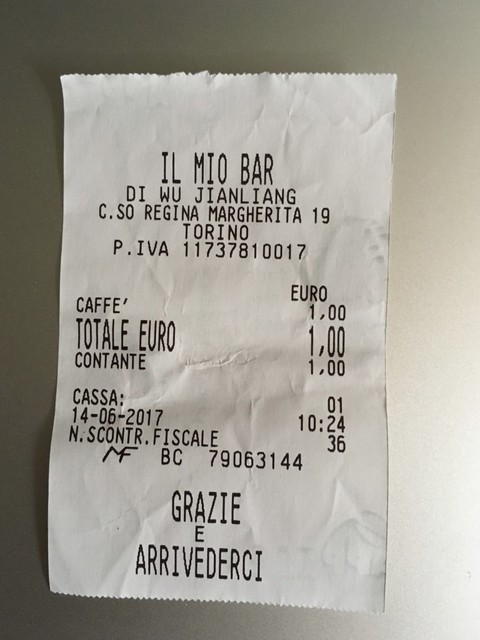 IL MIO BAR
DI WU JIANLIANG
C.SO REGINA MARGHERITA 19
TORINO
P.IVA 11737810017
EURO
CAFFE' 1,00
TOTALE EURO 1,00
CONTANTE 1,00
CASSA: 01
14-06-2017 10:24
N.SCONTR.FISCALE 36
MF BC 79063144
GRAZIE
E
ARRIVEDERCI